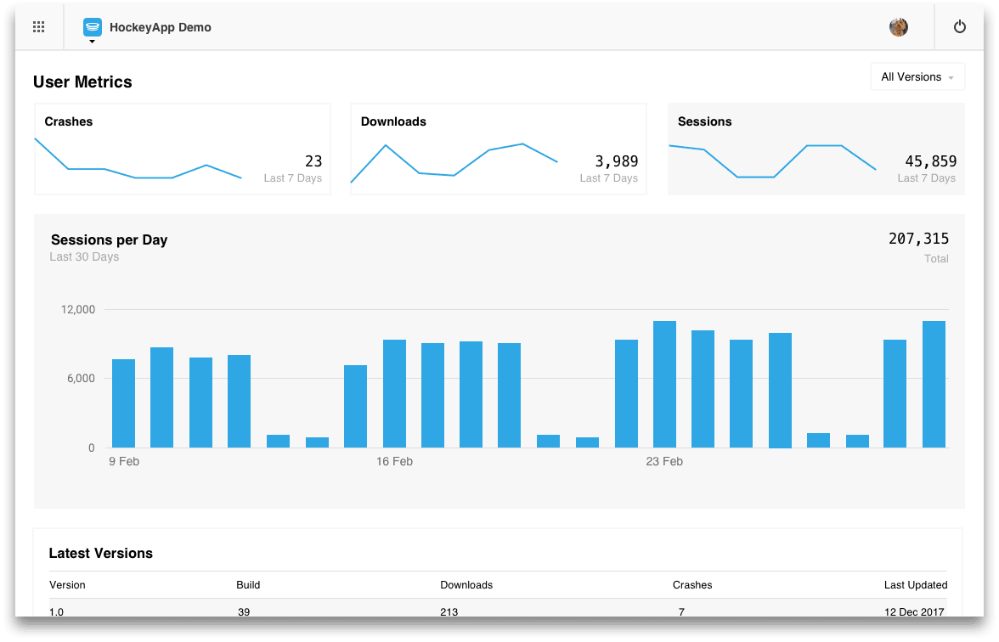 HockeyApp Demo
User Metrics
All Versions
Crashes
23
Last 7 Days
Downloads
3,989
Last 7 Days
Sessions
45,859
Last 7 Days
Sessions per Day
207,315
Last 30 Days
Total
12,000
6,000
0
9 Feb 16 Feb 23 Feb
Latest Versions
Version Build Downloads Crashes Last Updated
1.0 39 213 7 12 Dec 2017